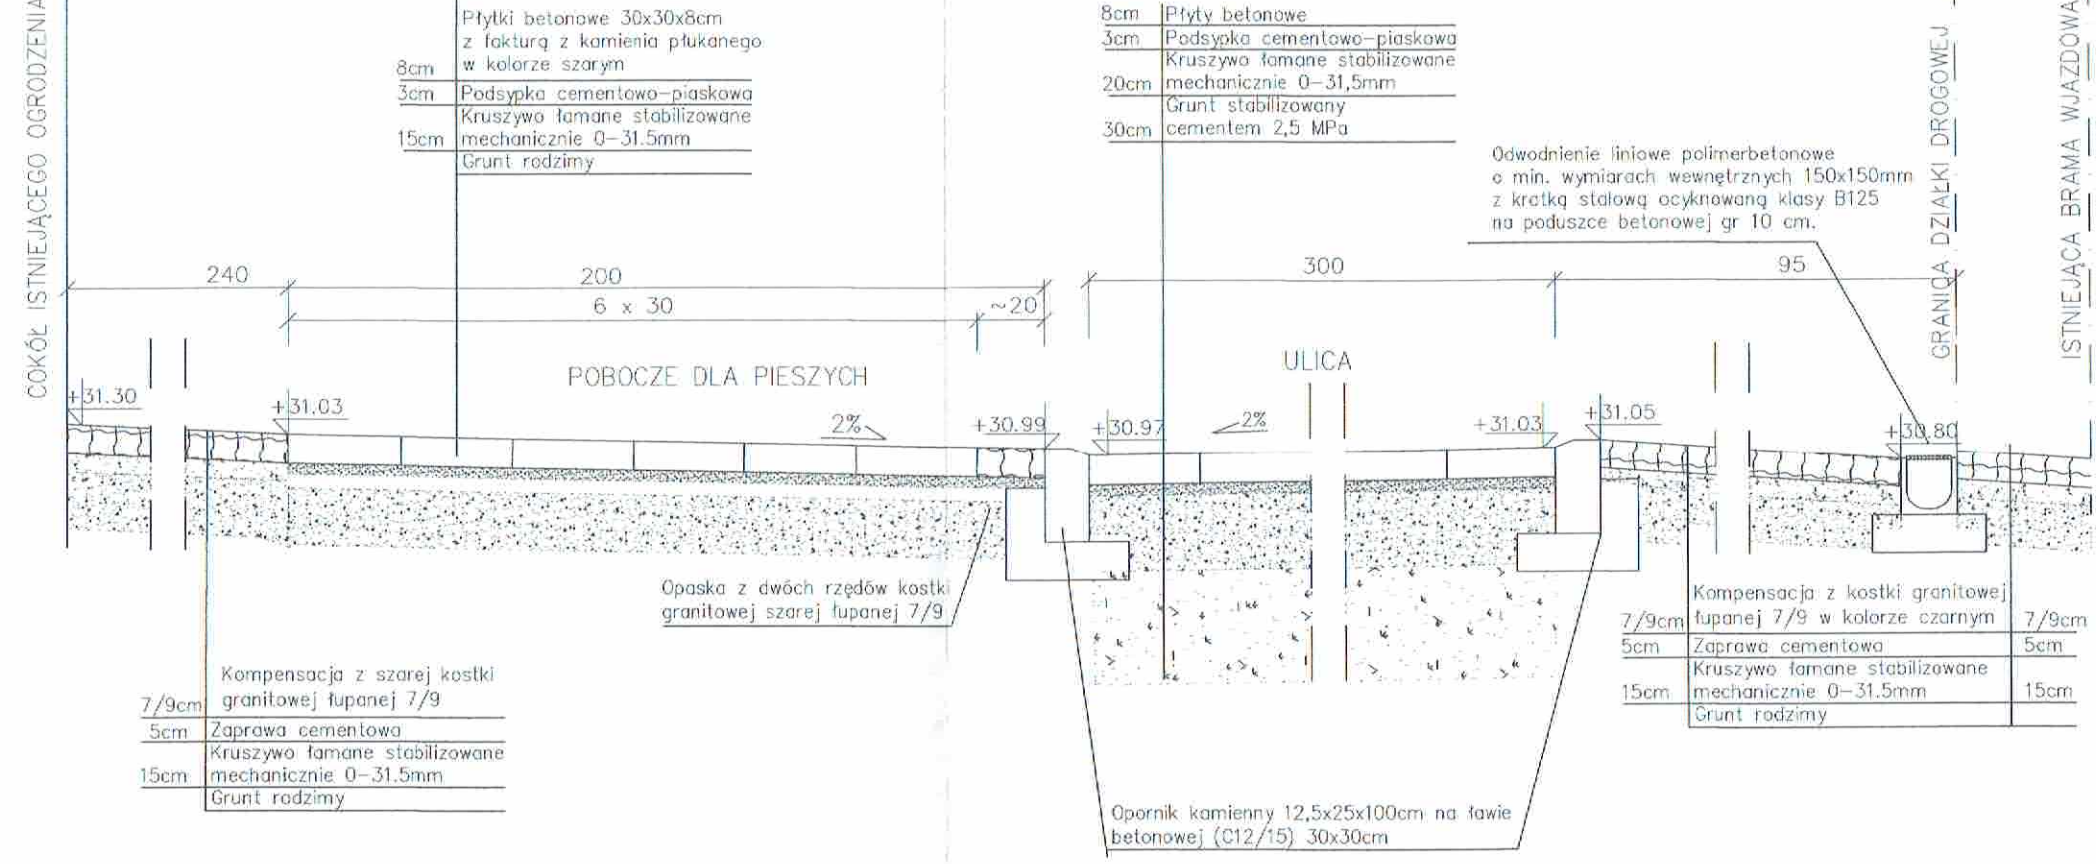 COKÓŁ ISTNIEJĄCEGO OGRODZENIA
Płytki betonowe 30x30x8cm
z fakturą z kamienia płukanego
8cm w kolorze szarym
3cm Podsypka cementowo-piaskowa
Kruszywo łamane stabilizowane
15cm mechanicznie 0-31.5mm
Grunt rodzimy
8cm Płyty betonowe
3cm Podsypka cementowo-piaskowa
Kruszywo łamane stabilizowane
20cm mechanicznie 0-31,5mm
Grunt stabilizowany
30cm cementem 2,5 MPa
Odwodnienie liniowe polimerbetonowe
o min. wymiarach wewnętrznych 150x150mm
z kratką stalową ocyknowaną klasy B125
na poduszce betonowej gr 10 cm.
GRANICA DZIAŁKI DROGOWEJ
ISTNIEJĄCA BRAMA WJAZDOWA
240
200
300
95
6 x 30
~20
POBOCZE DLA PIESZYCH
ULICA
+31.30
+31.03
2%
+30.99
+30.97
2%
+31.03
+31.05
+30.80
Opaska z dwóch rzędów kostki
granitowej szarej łupanej 7/9
Kompensacja z szarej kostki
7/9cm granitowej łupanej 7/9
5cm Zaprawa cementowa
Kruszywo łamane stabilizowane
15cm mechanicznie 0-31.5mm
Grunt rodzimy
Kompensacja z kostki granitowej
7/9cm łupanej 7/9 w kolorze czarnym 7/9cm
5cm Zaprawa cementowa 5cm
Kruszywo łamane stabilizowane
15cm mechanicznie 0-31.5mm 15cm
Grunt rodzimy
Opornik kamienny 12,5x25x100cm na ławie
betonowej (C12/15) 30x30cm